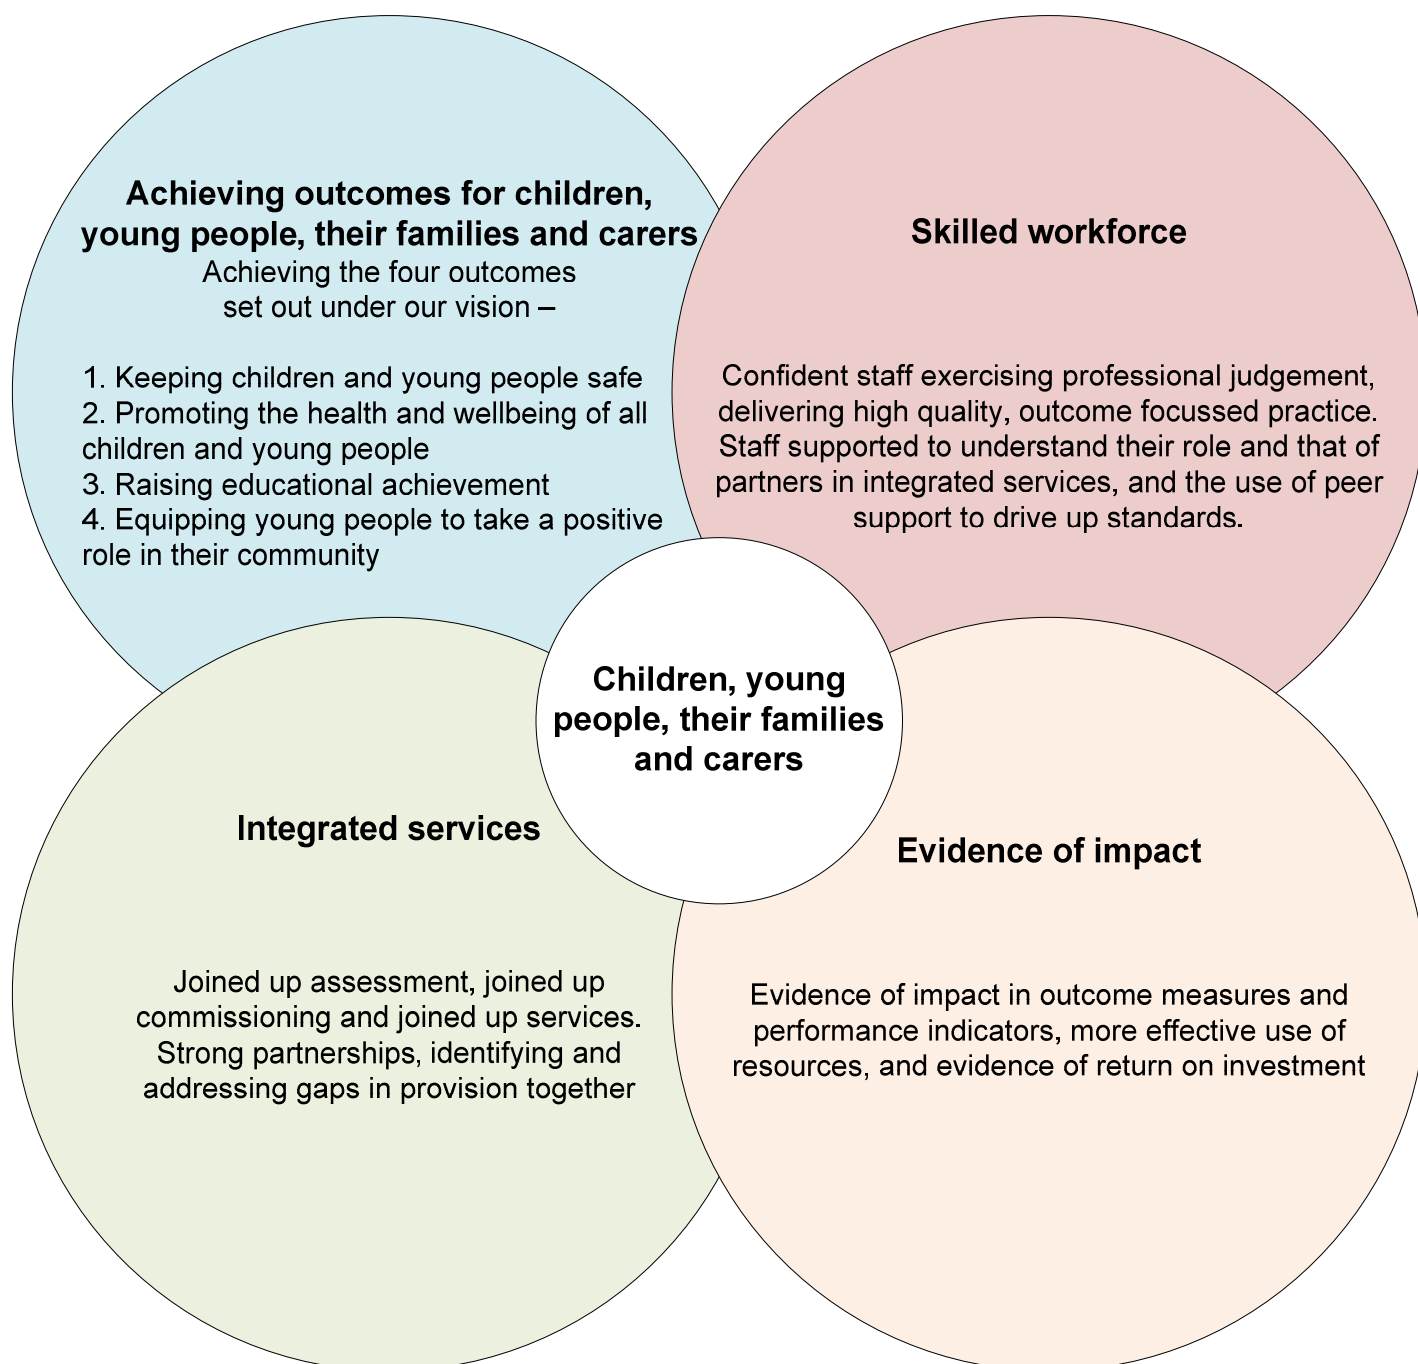 Achieving outcomes for children,
young people, their families and carers
Achieving the four outcomes
set out under our vision –
1. Keeping children and young people safe
2. Promoting the health and wellbeing of all
children and young people
3. Raising educational achievement
4. Equipping young people to take a positive
role in their community
Skilled workforce
Confident staff exercising professional judgement,
delivering high quality, outcome focussed practice.
Staff supported to understand their role and that of
partners in integrated services, and the use of peer
support to drive up standards.
Children, young
people, their families
and carers
Integrated services
Joined up assessment, joined up
commissioning and joined up services.
Strong partnerships, identifying and
addressing gaps in provision together
Evidence of impact
Evidence of impact in outcome measures and
performance indicators, more effective use of
resources, and evidence of return on investment